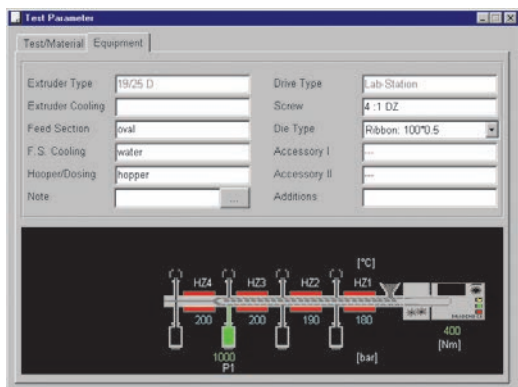 Test Parameter
Test/Material Equipment
Extruder Type 19/25 D Drive Type Lab-Station
Extruder Cooling Screw 4 :1 DZ
Feed Section oval Die Type Ribbon: 100*0.5
F.S. Cooling water Accessory I ---
Hooper/Dosing hopper Accessory II ---
Note ... Additions
[°C]
HZ4 HZ3 HZ2 HZ1
200 200 190 180
400
1000 [bar] [Nm]
P1